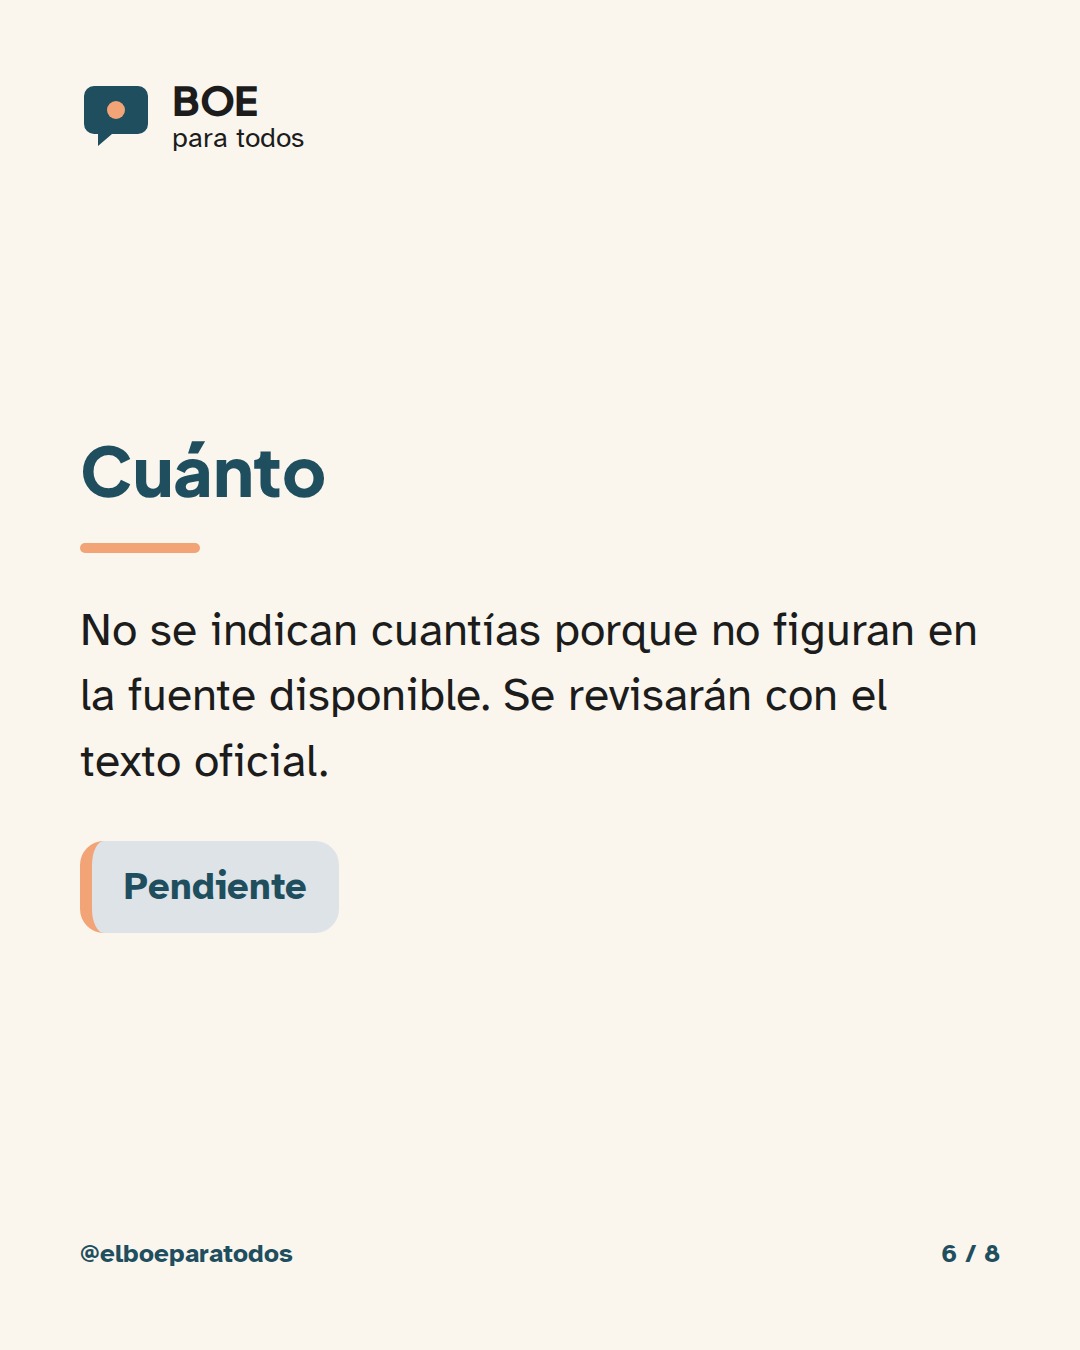 BOE
para todos
Cuánto
No se indican cuantías porque no figuran en
la fuente disponible. Se revisarán con el
texto oficial.
Pendiente
@elboeparatodos
6 / 8